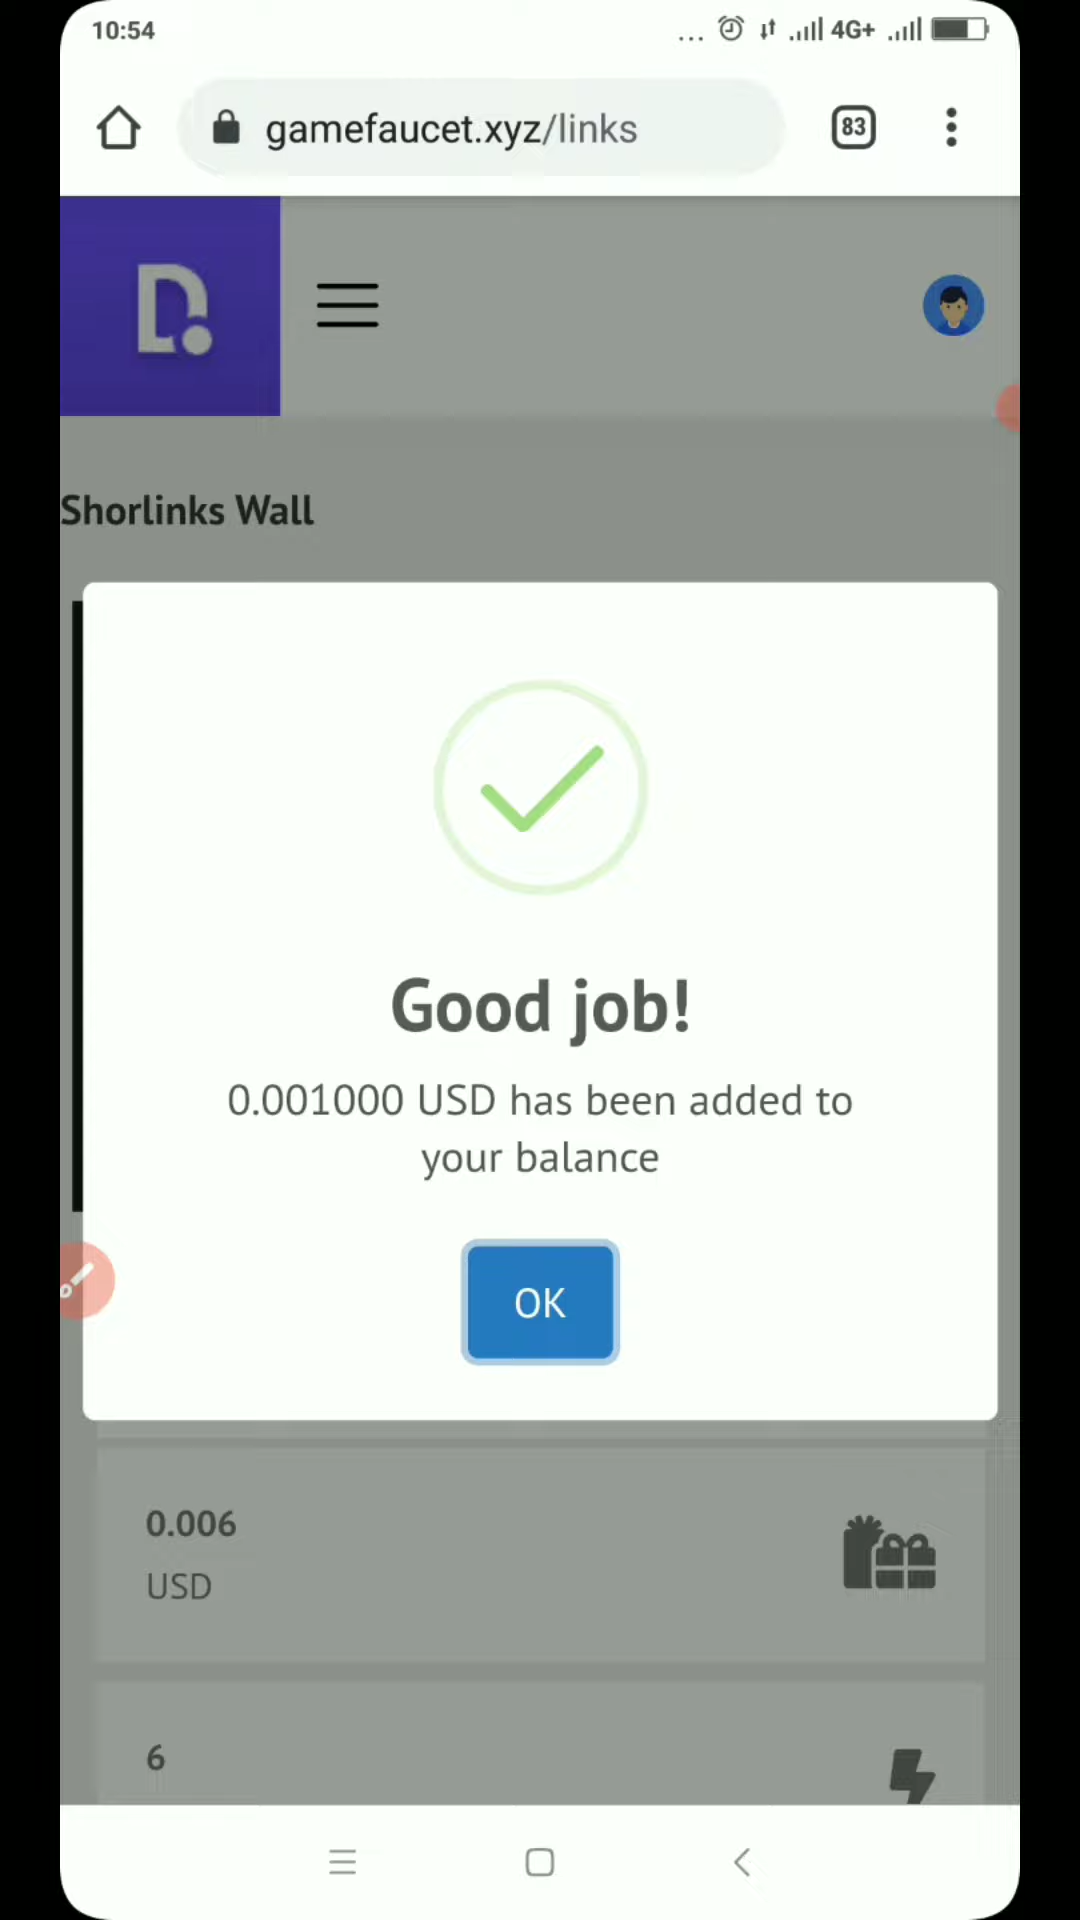 10:54
... 4G+
gamefaucet.xyz/links
83
D.
Shorlinks Wall
Good job!
0.001000 USD has been added to
your balance
OK
0.006
USD
6